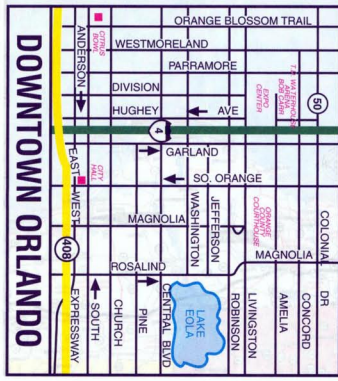 DOWNTOWN ORLANDO
ORANGE BLOSSOM TRAIL
CITRUS
BOWL
WESTMORELAND
ANDERSON
PARRAMORE
T.D. WATERHOUSE
ARENA
BOB CARR
50
DIVISION
EXPO
CENTER
HUGHEY AVE
4
GARLAND
EAST-WEST
CITY
HALL
SO. ORANGE
ORANGE
COUNTY
COURTHOUSE
WASHINGTON
JEFFERSON
COLONIAL DR
MAGNOLIA
MAGNOLIA
408
ROSALIND
EXPRESSWAY
SOUTH
CHURCH
PINE
CENTRAL BLVD
LAKE
EOLA
ROBINSON
LIVINGSTON
AMELIA
CONCORD